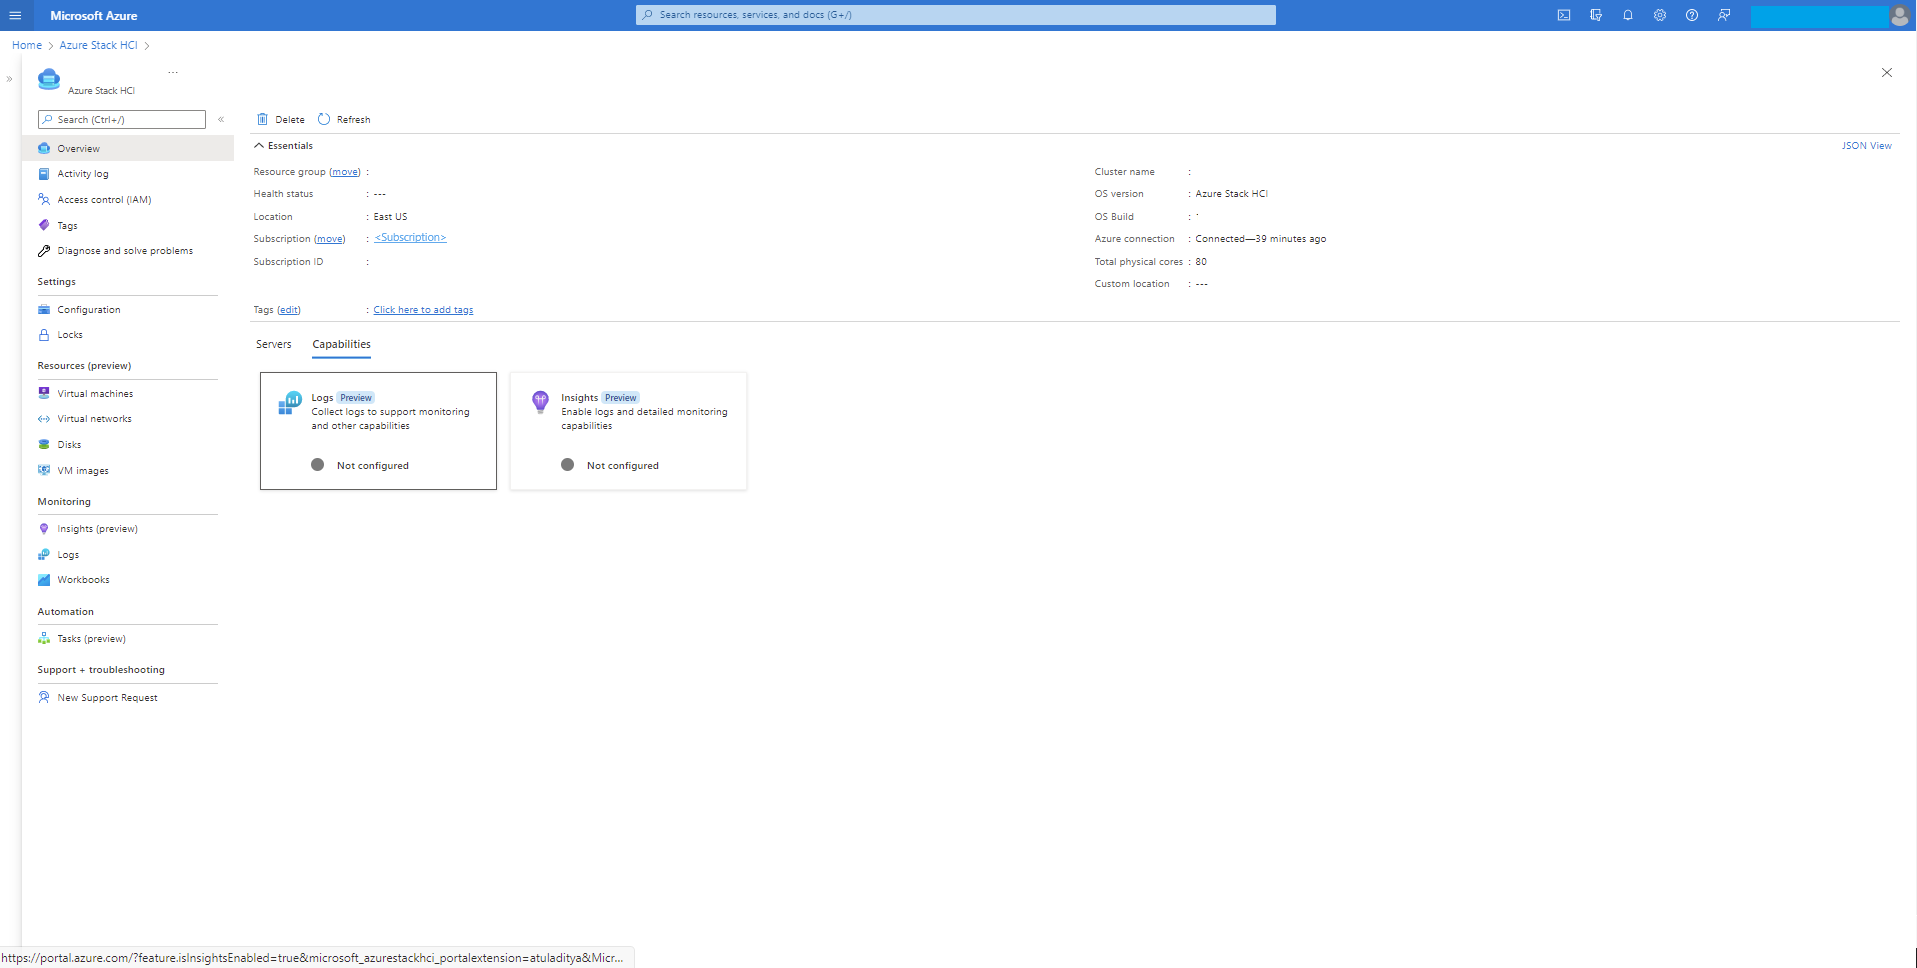 Microsoft Azure
Search resources, services, and docs (G+/)
Home > Azure Stack HCI >
...
Azure Stack HCI
Search (Ctrl+/)
Overview
Activity log
Access control (IAM)
Tags
Diagnose and solve problems
Settings
Configuration
Locks
Resources (preview)
Virtual machines
Virtual networks
Disks
VM images
Monitoring
Insights (preview)
Logs
Workbooks
Automation
Tasks (preview)
Support + troubleshooting
New Support Request
Delete Refresh
Essentials
JSON View
Resource group (move) :
Health status : ---
Location : East US
Subscription (move) : <Subscription>
Subscription ID :
Tags (edit) : Click here to add tags
Cluster name :
OS version : Azure Stack HCI
OS Build :
Azure connection : Connected—39 minutes ago
Total physical cores : 80
Custom location : ---
Servers Capabilities
Logs Preview
Collect logs to support monitoring
and other capabilities
Not configured
Insights Preview
Enable logs and detailed monitoring
capabilities
Not configured
https://portal.azure.com/?feature.isInsightsEnabled=true&microsoft_azurestackhci_portalextension=atuladitya&Micr...